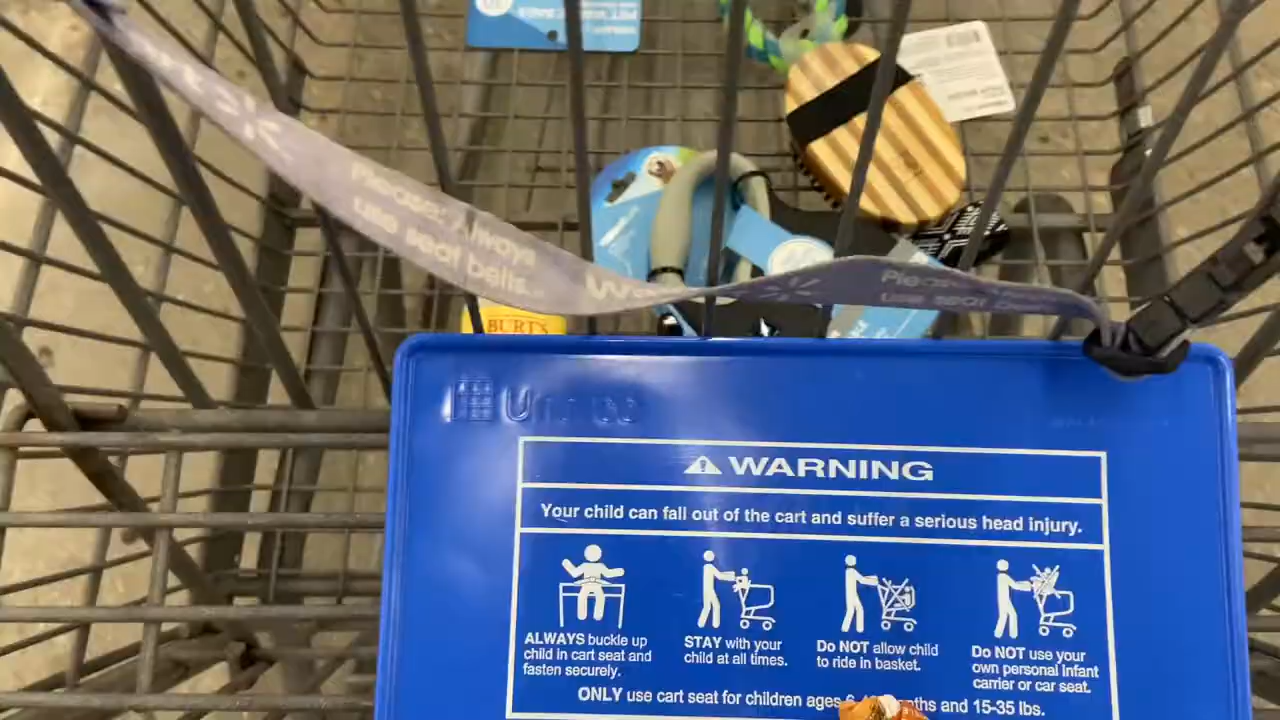 Please! Always
use seat belts...
BURT'S
WARNING
Your child can fall out of the cart and suffer a serious head injury.
ALWAYS buckle up
child in cart seat and
fasten securely.
STAY with your
child at all times.
Do NOT allow child
to ride in basket.
Do NOT use your
own personal infant
carrier or car seat.
ONLY use cart seat for children ages and 15-35 lbs.